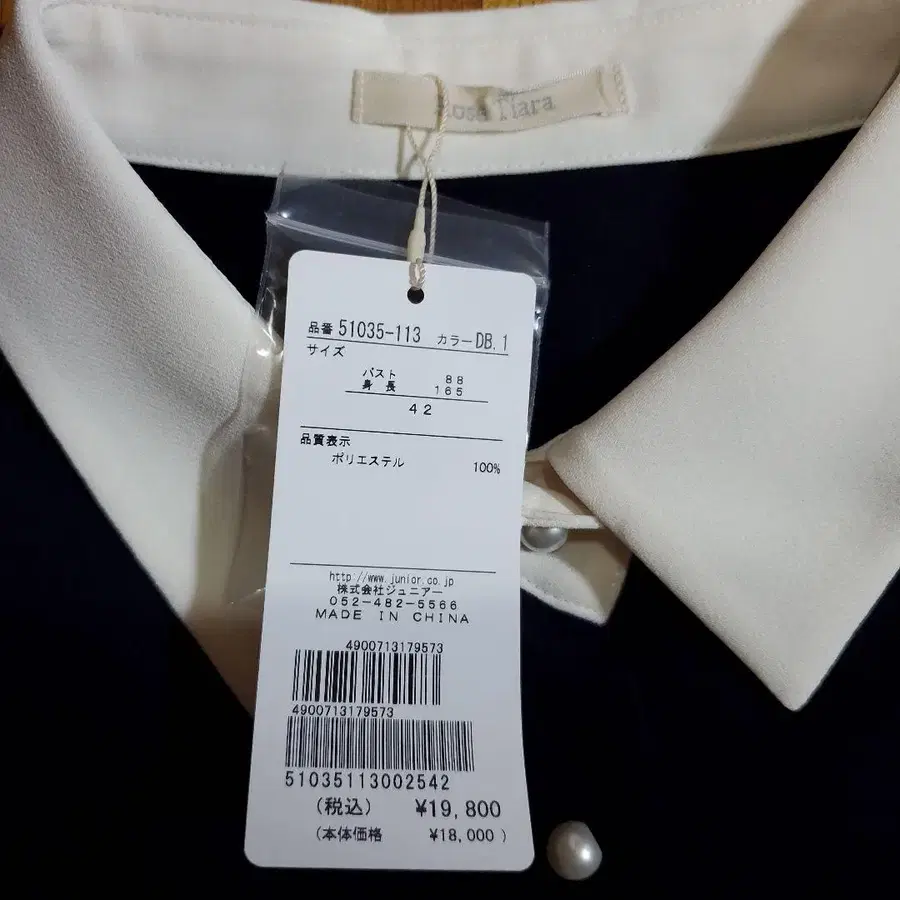 Rose Tiara
品番 51035-113 カラー DB.1
サイズ
バスト 88
身長 165
42
品質表示
ポリエステル 100%
http://www.junior.co.jp
株式会社ジュニアー
052-482-5566
MADE IN CHINA
4900713179573
4900713179573
51035113002542
(税込) ¥19,800
(本体価格 ¥18,000)